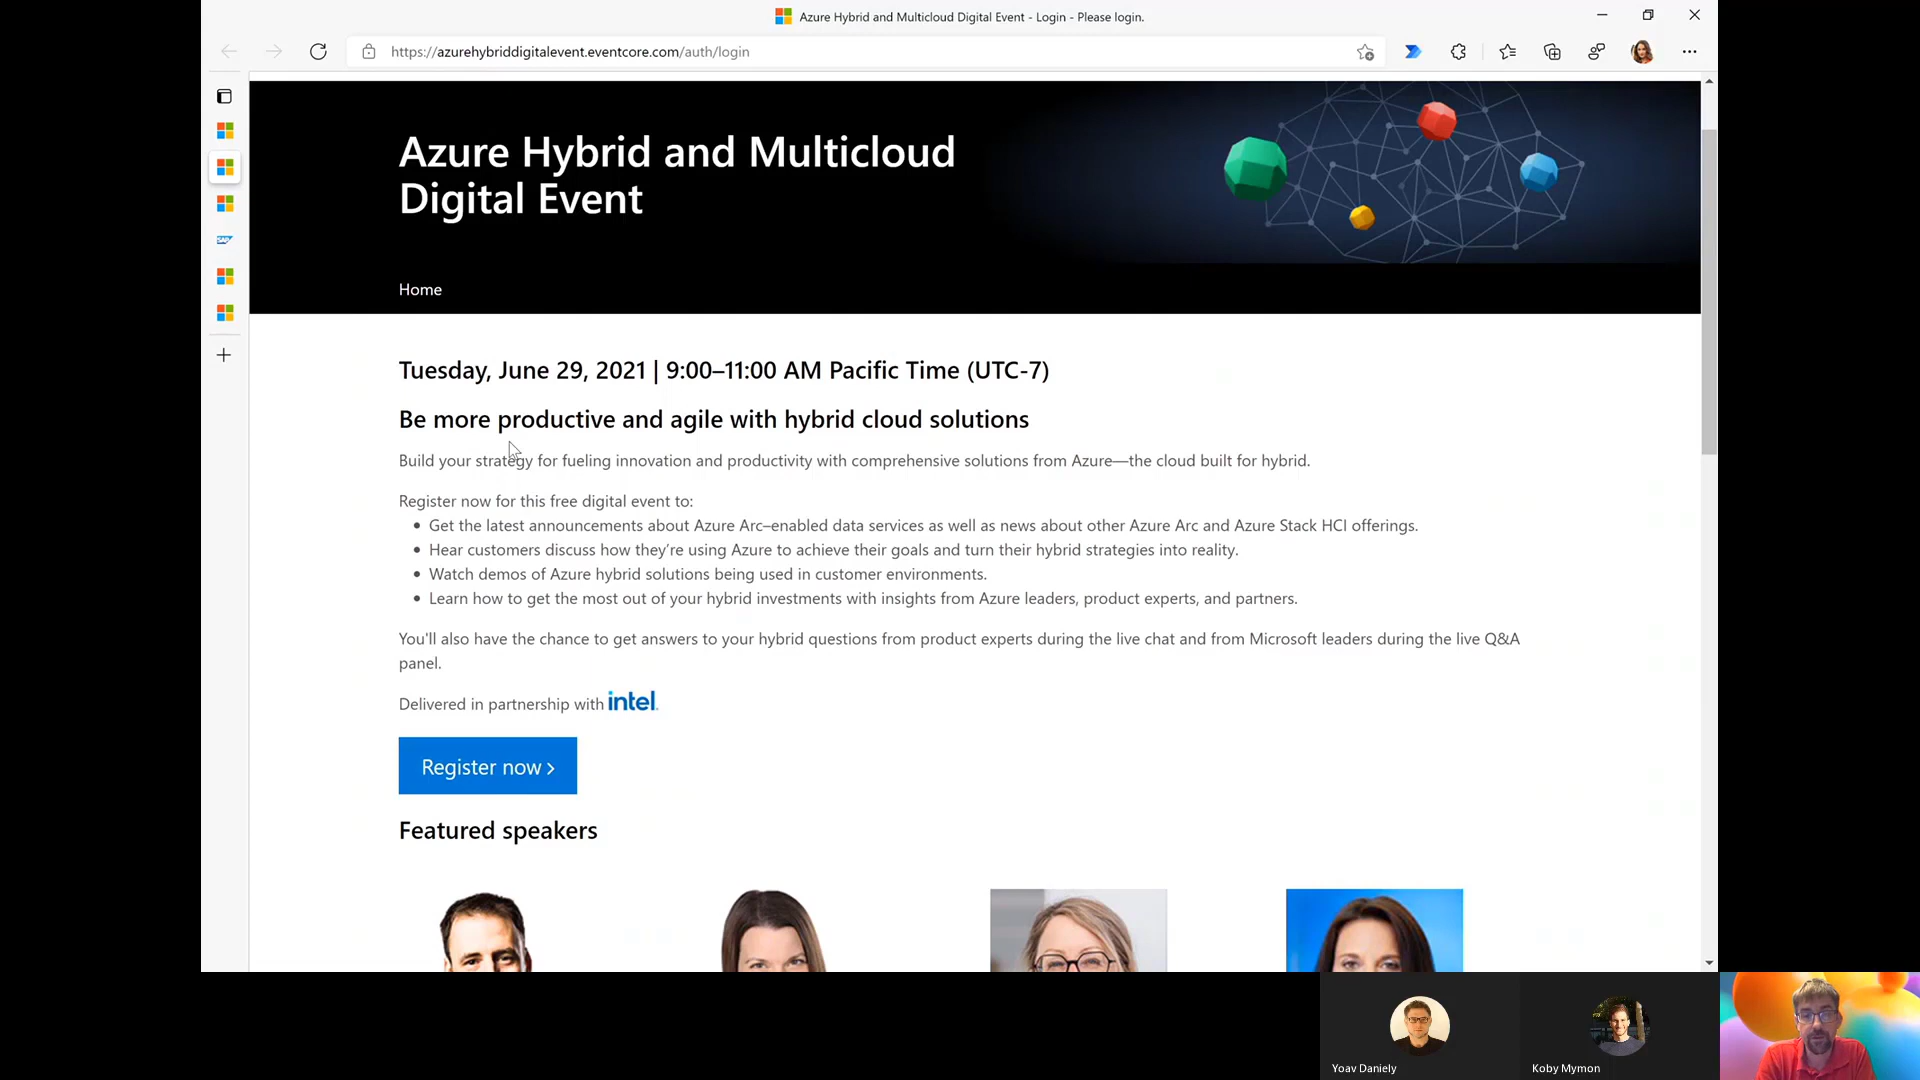 Azure Hybrid and Multicloud Digital Event - Login - Please login.
https://azurehybriddigitalevent.eventcore.com/auth/login
SAP
Azure Hybrid and Multicloud
Digital Event
Home
Tuesday, June 29, 2021 | 9:00–11:00 AM Pacific Time (UTC-7)
Be more productive and agile with hybrid cloud solutions
Build your strategy for fueling innovation and productivity with comprehensive solutions from Azure—the cloud built for hybrid.
Register now for this free digital event to:
• Get the latest announcements about Azure Arc–enabled data services as well as news about other Azure Arc and Azure Stack HCI offerings.
• Hear customers discuss how they’re using Azure to achieve their goals and turn their hybrid strategies into reality.
• Watch demos of Azure hybrid solutions being used in customer environments.
• Learn how to get the most out of your hybrid investments with insights from Azure leaders, product experts, and partners.
You'll also have the chance to get answers to your hybrid questions from product experts during the live chat and from Microsoft leaders during the live Q&A
panel.
Delivered in partnership with intel.
Register now >
Featured speakers
Yoav Daniely
Koby Mymon